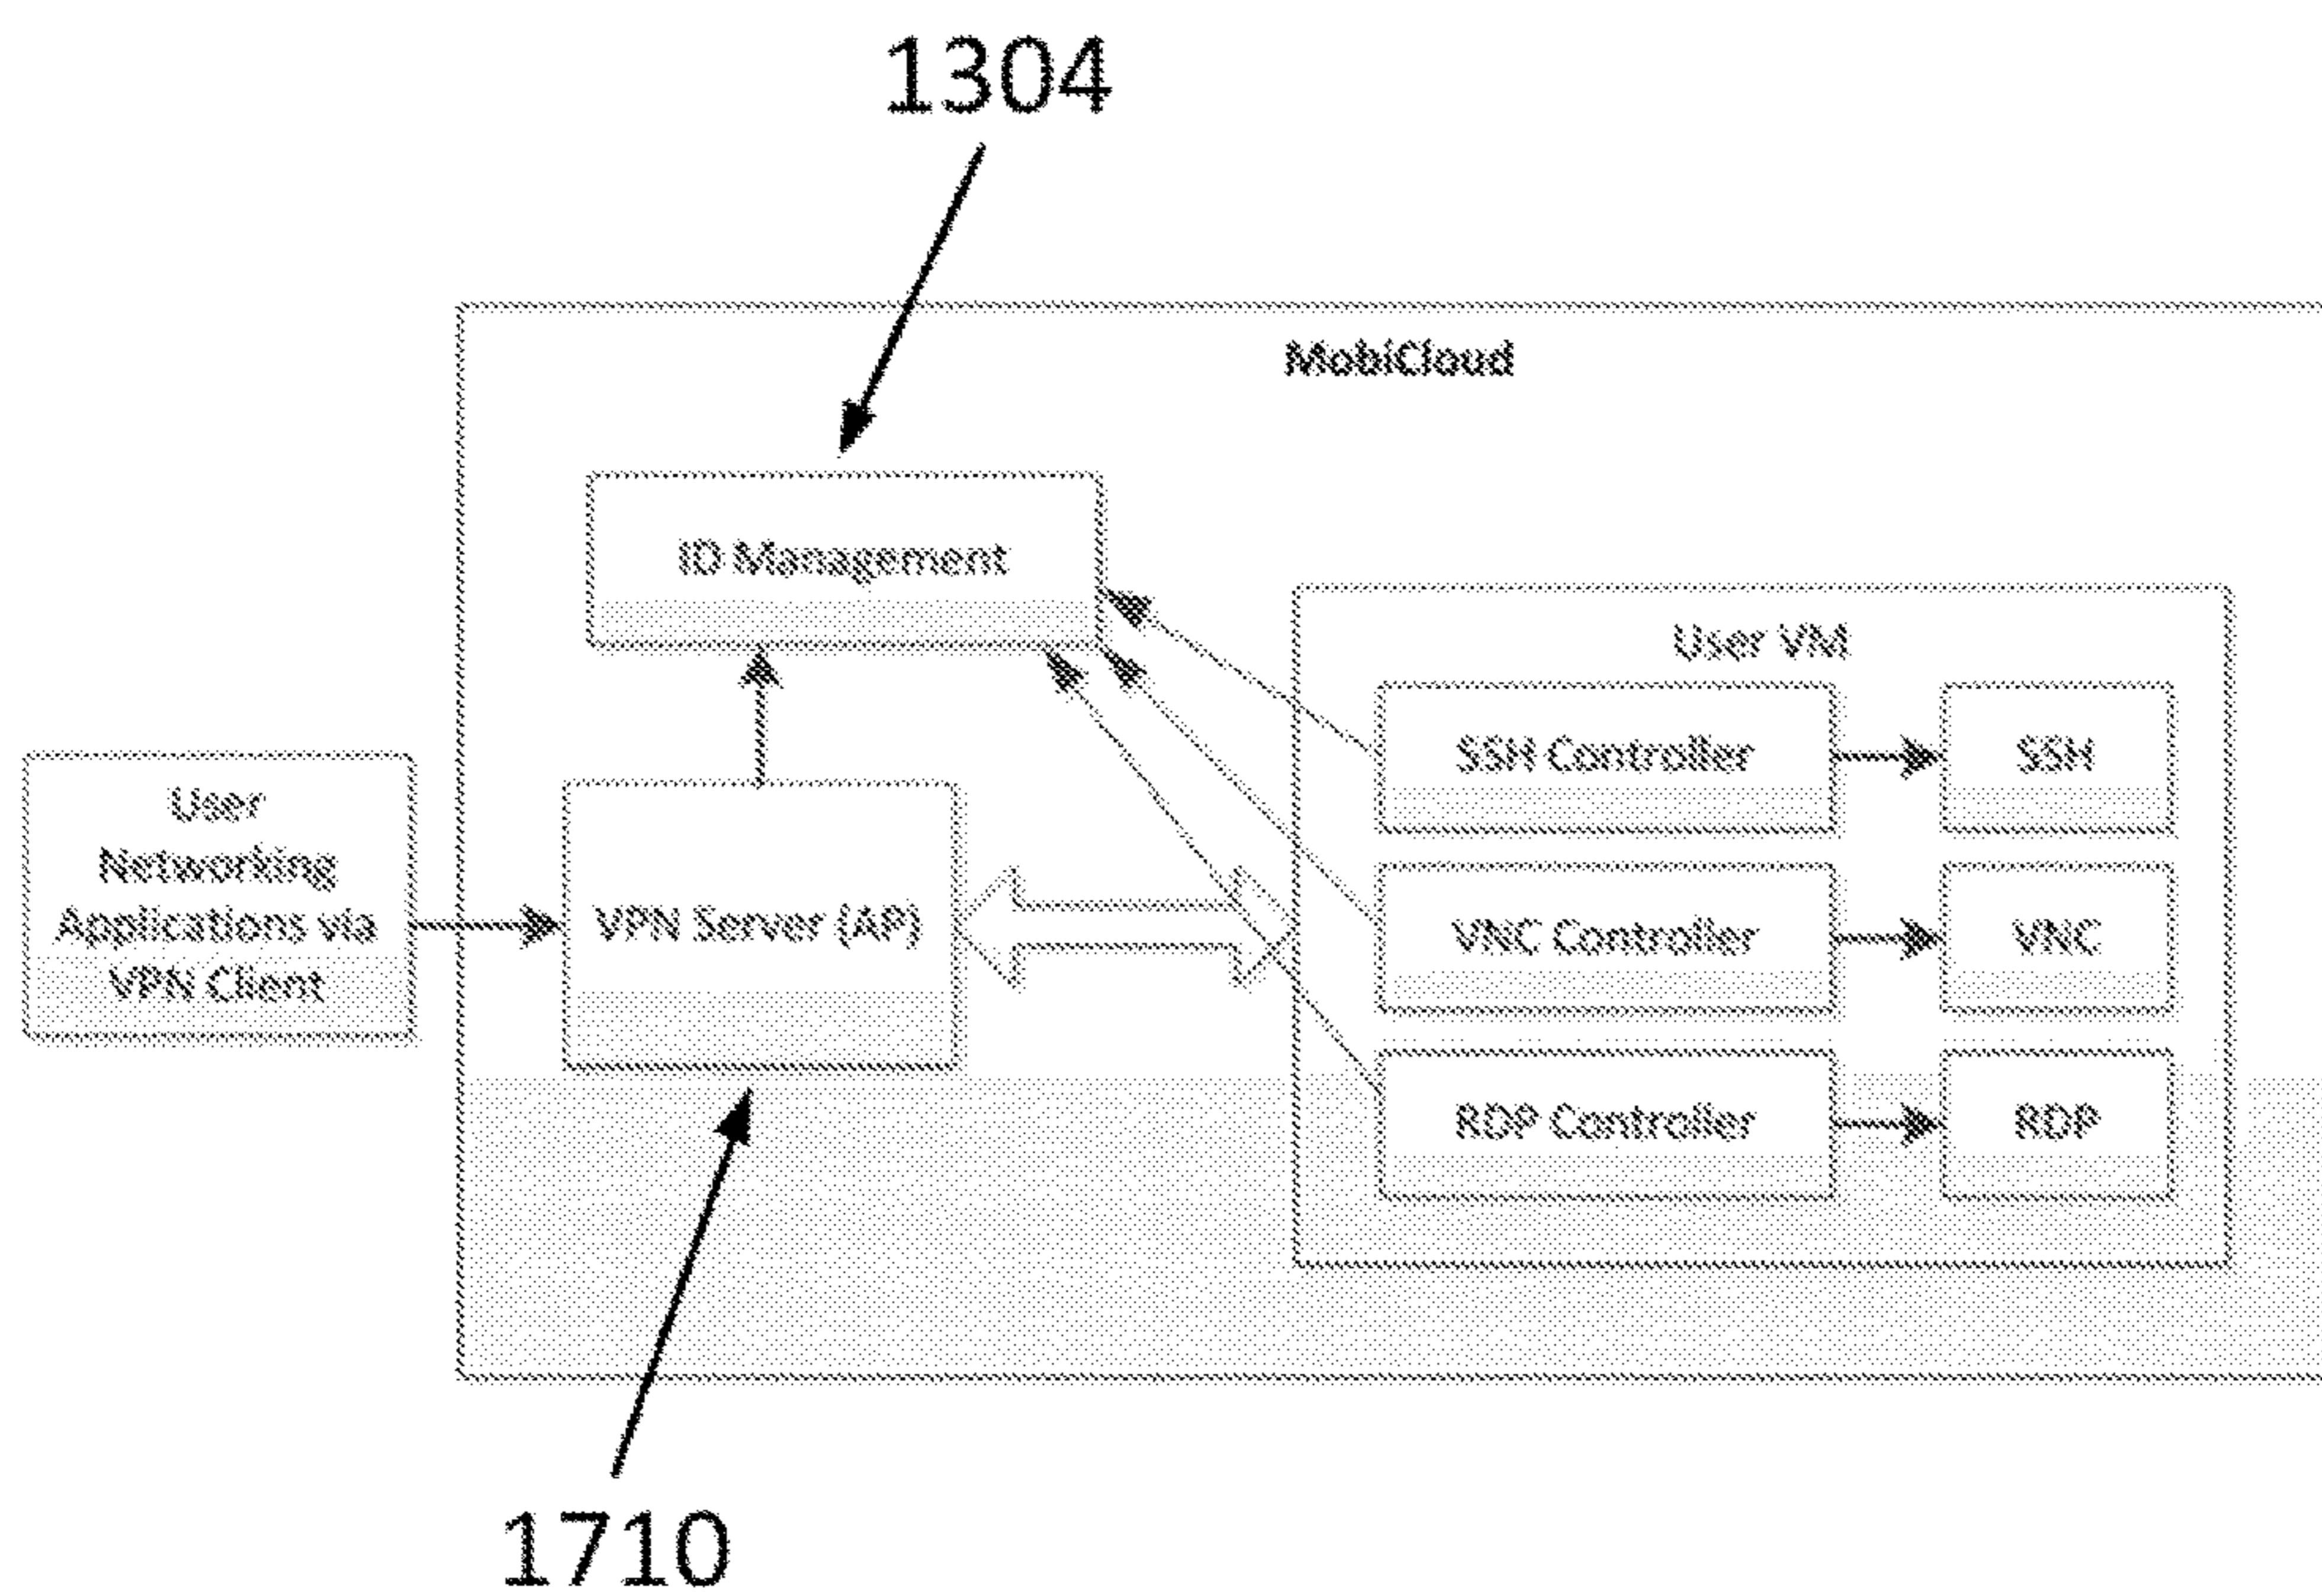 1304
MobiCloud
ID Management
User VM
SSH Controller
SSH
User
Networking
Applications via
VPN Client
VPN Server (AP)
VNC Controller
VNC
RDP Controller
RDP
1710